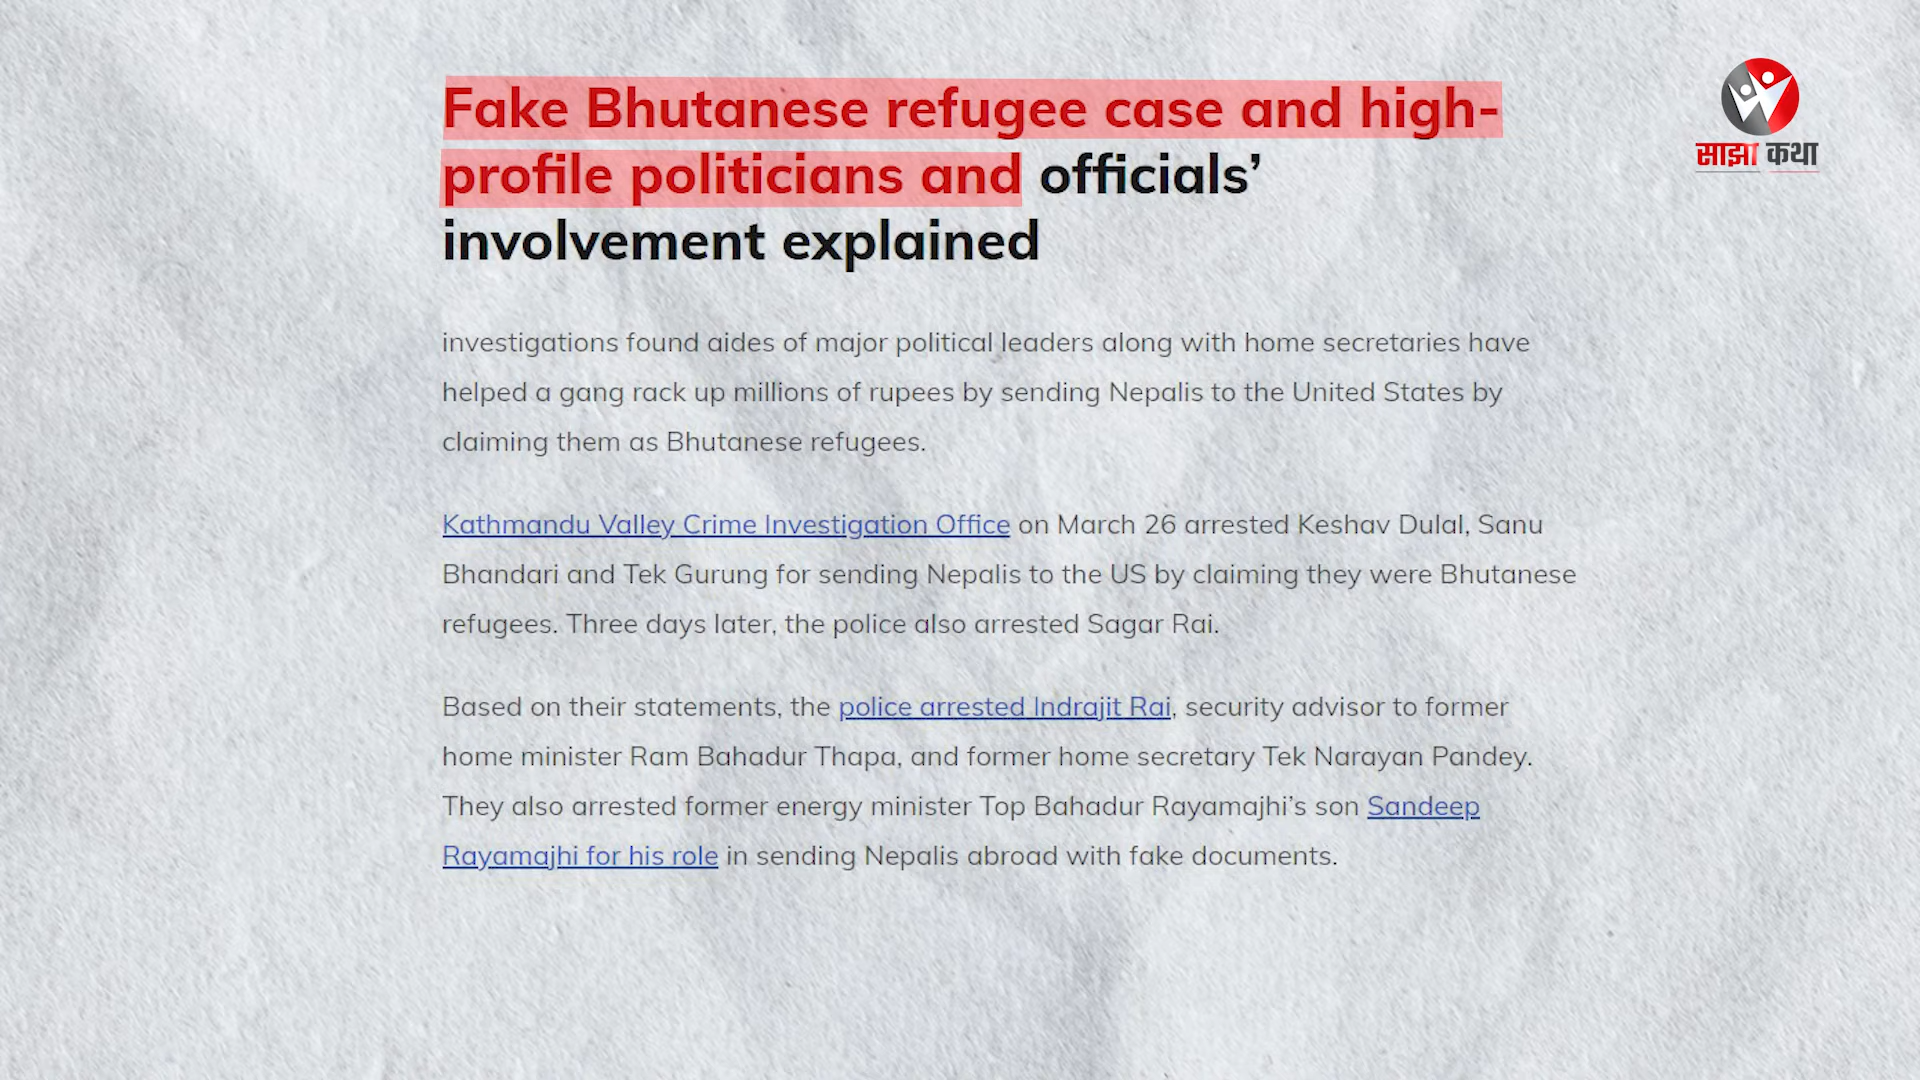 Fake Bhutanese refugee case and high-
profile politicians and officials’
involvement explained
साझा कथा
investigations found aides of major political leaders along with home secretaries have
helped a gang rack up millions of rupees by sending Nepalis to the United States by
claiming them as Bhutanese refugees.
Kathmandu Valley Crime Investigation Office on March 26 arrested Keshav Dulal, Sanu
Bhandari and Tek Gurung for sending Nepalis to the US by claiming they were Bhutanese
refugees. Three days later, the police also arrested Sagar Rai.
Based on their statements, the police arrested Indrajit Rai, security advisor to former
home minister Ram Bahadur Thapa, and former home secretary Tek Narayan Pandey.
They also arrested former energy minister Top Bahadur Rayamajhi’s son Sandeep
Rayamajhi for his role in sending Nepalis abroad with fake documents.